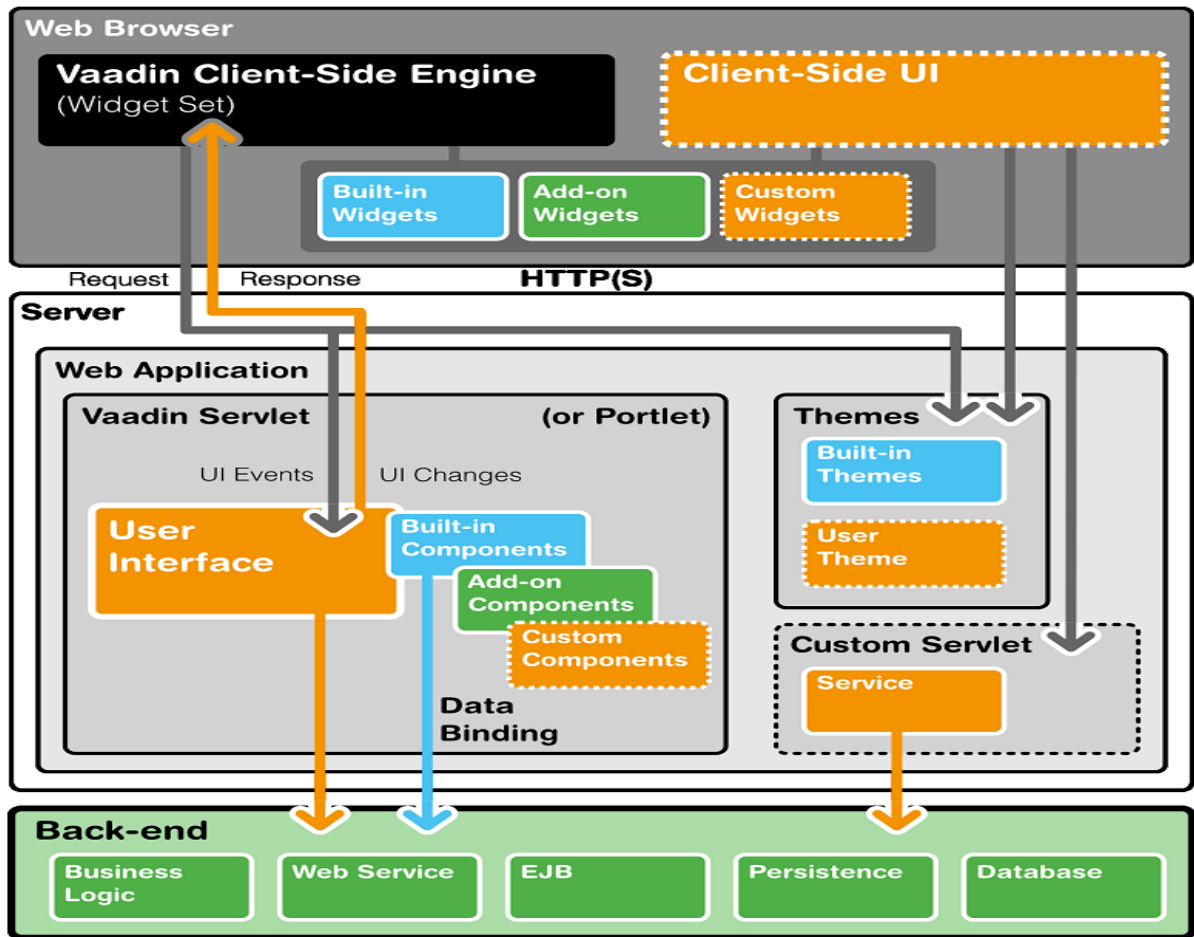 Web Browser
Vaadin Client-Side Engine
(Widget Set)
Client-Side UI
Built-in
Widgets
Add-on
Widgets
Custom
Widgets
Request
Response
HTTP(S)
Server
Web Application
Vaadin Servlet
(or Portlet)
UI Events
UI Changes
User
Interface
Built-in
Components
Add-on
Components
Custom
Components
Data
Binding
Themes
Built-in
Themes
User
Theme
Custom Servlet
Service
Back-end
Business
Logic
Web Service
EJB
Persistence
Database